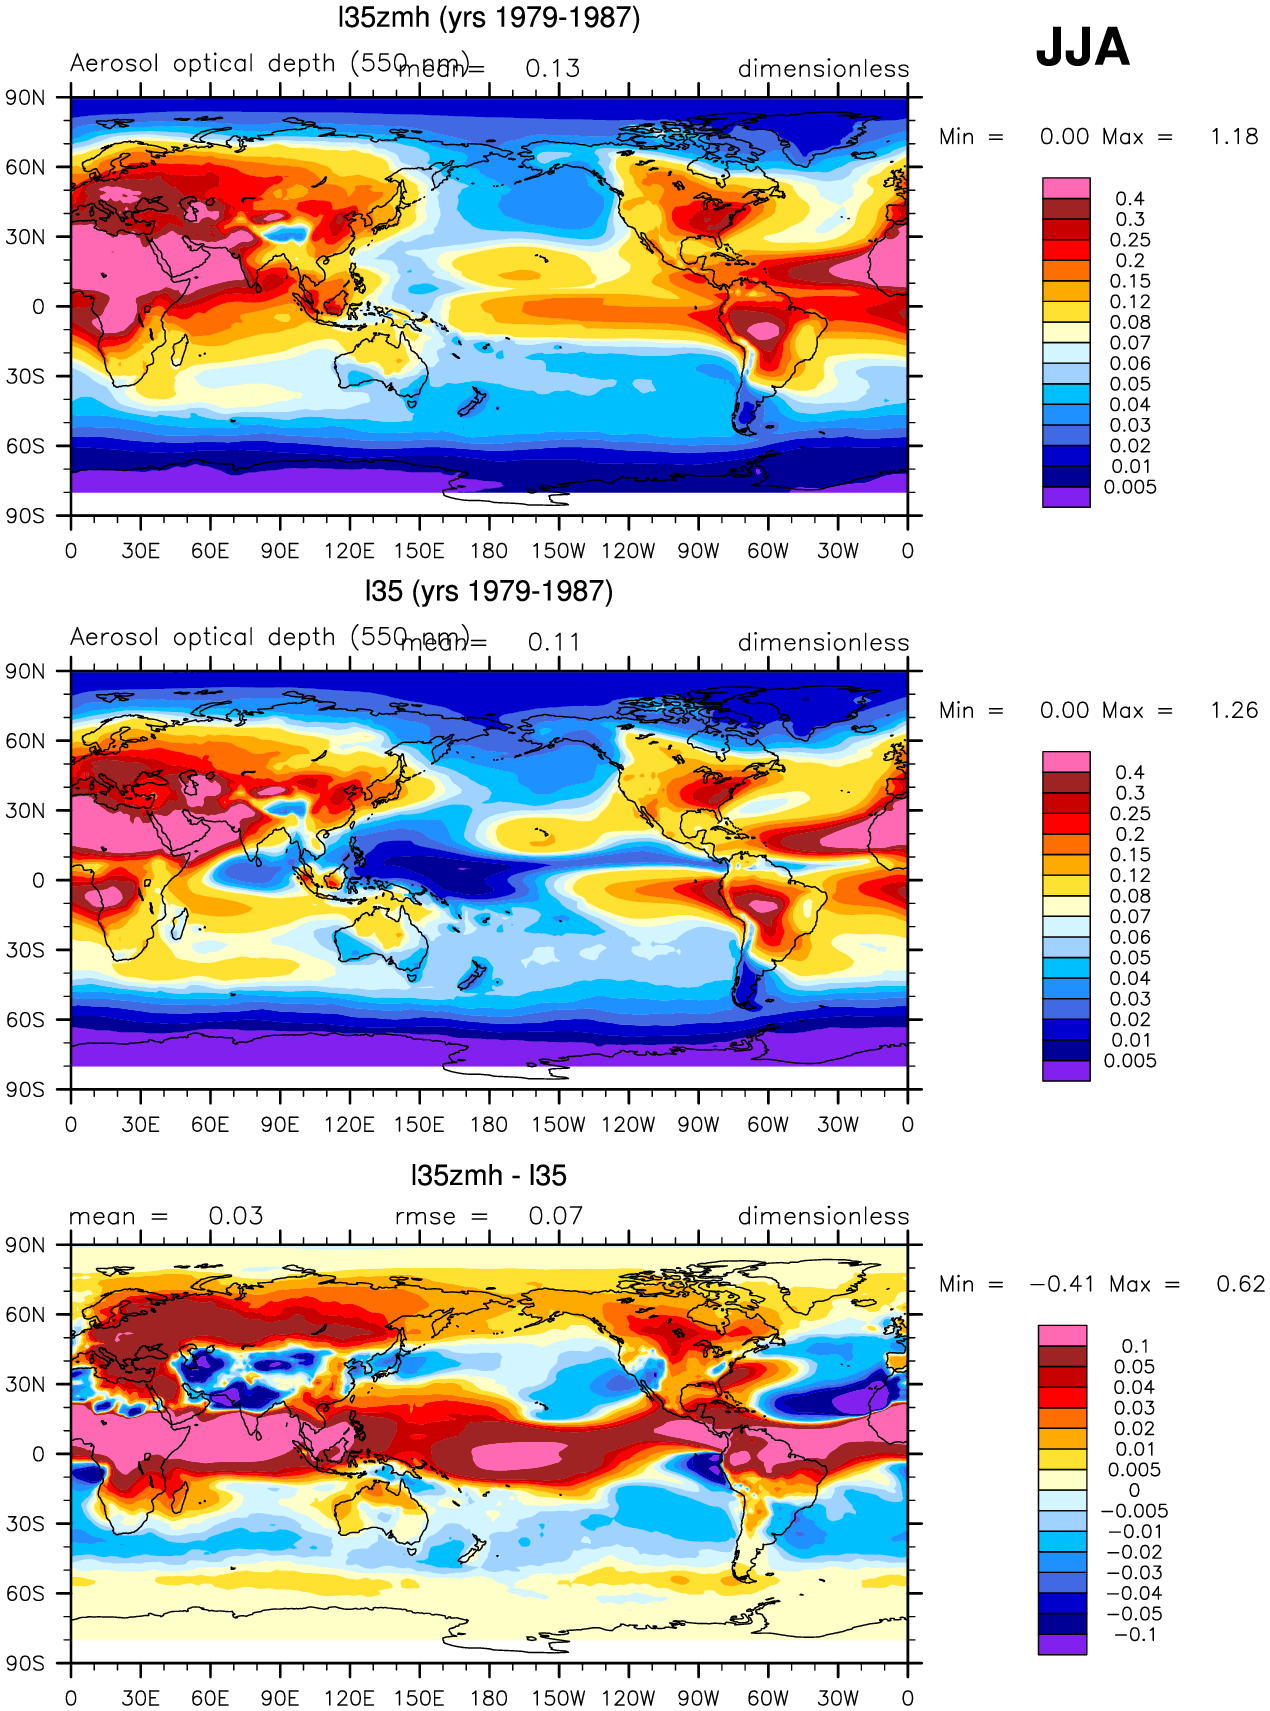 l35zmh (yrs 1979-1987)
JJA
Aerosol optical depth (550 nm) mean= 0.13 dimensionless
Min = 0.00 Max = 1.18
90N
60N
30N
0
30S
60S
90S
0 30E 60E 90E 120E 150E 180 150W 120W 90W 60W 30W 0
0.4
0.3
0.25
0.2
0.15
0.12
0.08
0.07
0.06
0.05
0.04
0.03
0.02
0.01
0.005
l35 (yrs 1979-1987)
Aerosol optical depth (550 nm) mean= 0.11 dimensionless
Min = 0.00 Max = 1.26
90N
60N
30N
0
30S
60S
90S
0 30E 60E 90E 120E 150E 180 150W 120W 90W 60W 30W 0
0.4
0.3
0.25
0.2
0.15
0.12
0.08
0.07
0.06
0.05
0.04
0.03
0.02
0.01
0.005
l35zmh - l35
mean = 0.03 rmse = 0.07 dimensionless
Min = −0.41 Max = 0.62
90N
60N
30N
0
30S
60S
90S
0 30E 60E 90E 120E 150E 180 150W 120W 90W 60W 30W 0
0.1
0.05
0.04
0.03
0.02
0.01
0.005
0
−0.005
−0.01
−0.02
−0.03
−0.04
−0.05
−0.1